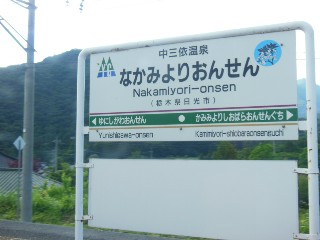 中三依温泉
なかみよりおんせん
Nakamiyori-onsen
(栃木県日光市)
ゆにしがわおんせん
かみみよりしおばらおんせんぐち
Yunishigawa-onsen
Kamimiyori-shiobaraonsenguchi